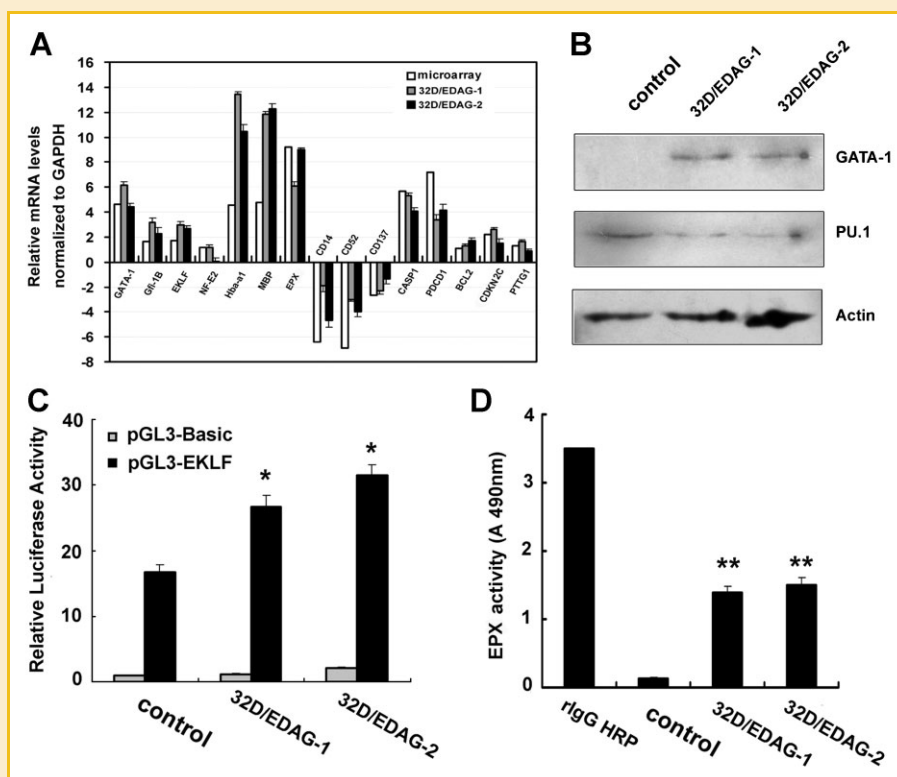 A
Relative mRNA levels
normalized to GAPDH
16
14
12
10
8
6
4
2
0
-2
-4
-6
-8
microarray
32D/EDAG-1
32D/EDAG-2
CD14
CD52
CD137
GATA-1
Gfi-1B
EKLF
NF-E2
Hba-a1
MBP
EPX
CASP1
PDCD1
BCL2
CDKN2C
PTTG1
B
control
32D/EDAG-1
32D/EDAG-2
GATA-1
PU.1
Actin
C
Relative Luciferase Activity
40
30
20
10
0
pGL3-Basic
pGL3-EKLF
*
*
control
32D/EDAG-1
32D/EDAG-2
D
EPX activity (A 490nm)
4
3
2
1
0
**
**
rIgG HRP
control
32D/EDAG-1
32D/EDAG-2